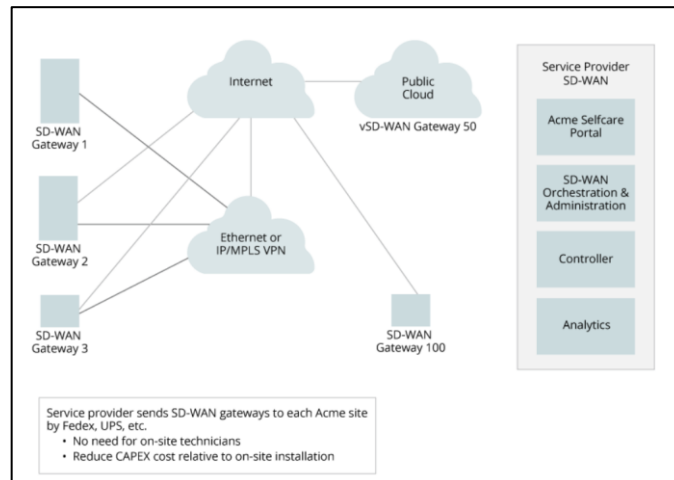 Internet
Public
Cloud
vSD-WAN Gateway 50
SD-WAN
Gateway 1
SD-WAN
Gateway 2
Ethernet or
IP/MPLS VPN
SD-WAN
Gateway 3
SD-WAN
Gateway 100
Service Provider
SD-WAN
Acme Selfcare
Portal
SD-WAN
Orchestration &
Administration
Controller
Analytics
Service provider sends SD-WAN gateways to each Acme site
by Fedex, UPS, etc.
• No need for on-site technicians
• Reduce CAPEX cost relative to on-site installation